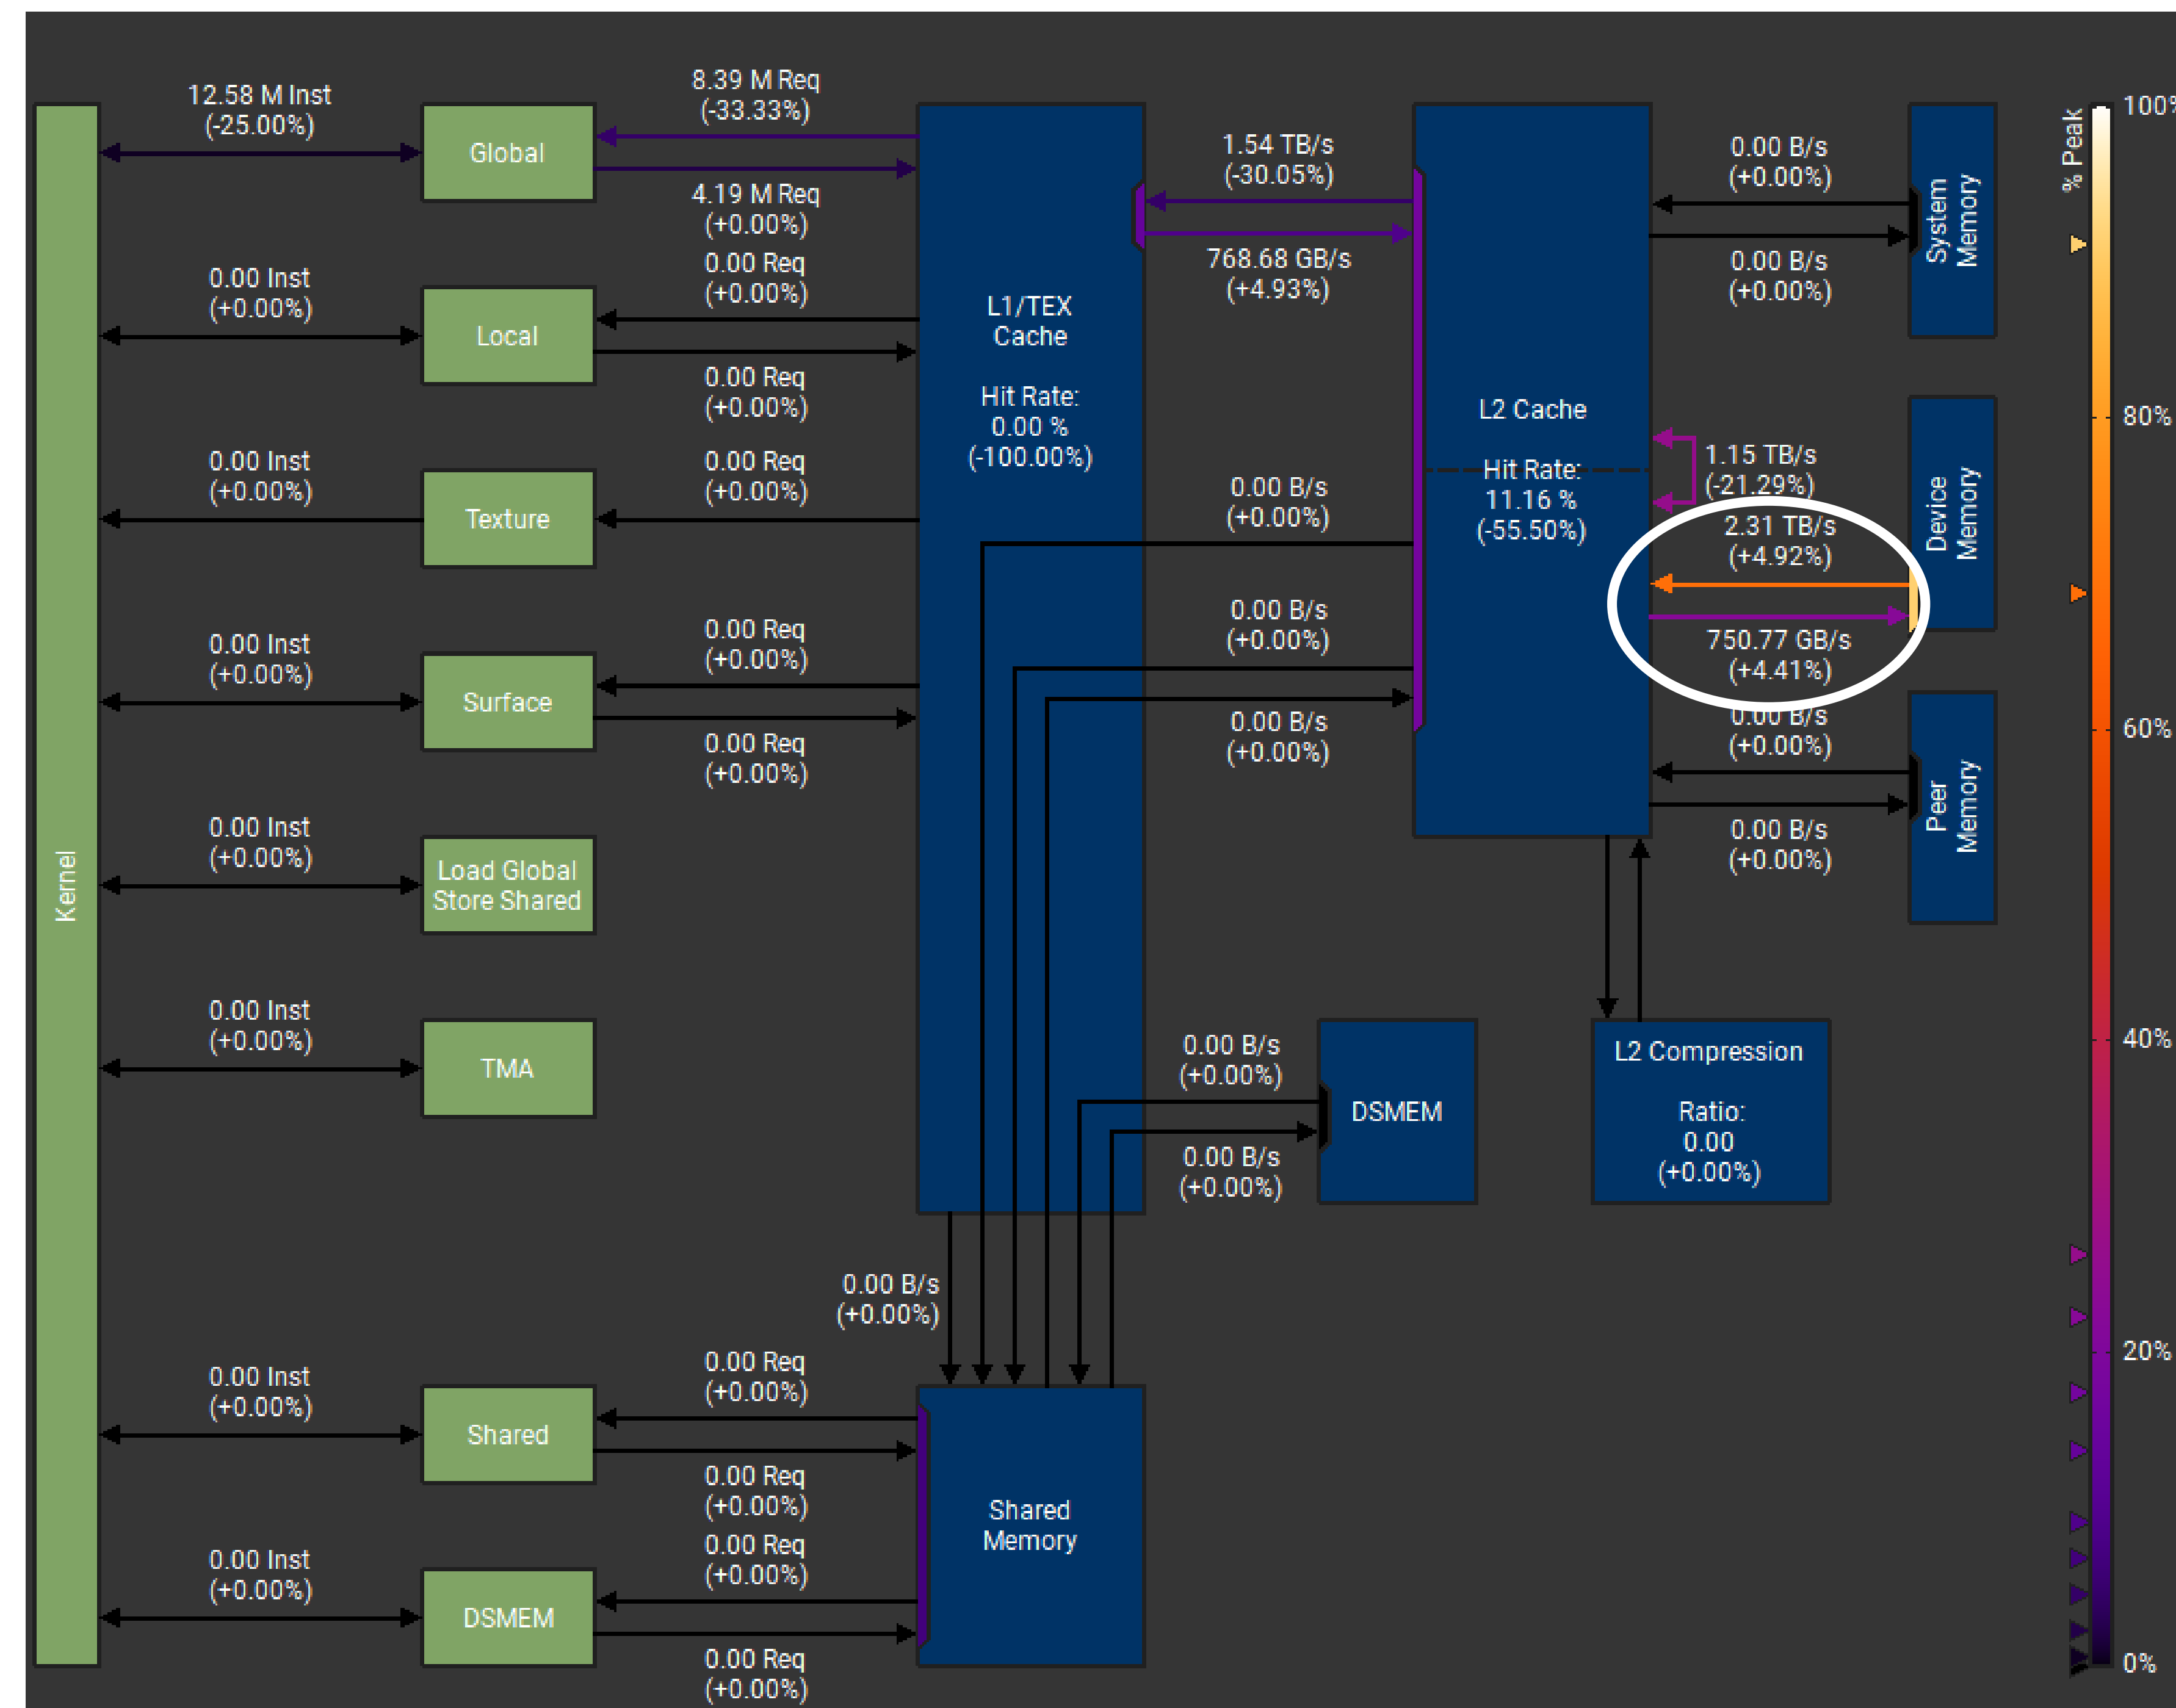 12.58 M Inst
(-25.00%)
8.39 M Req
(-33.33%)
Global
4.19 M Req
(+0.00%)
0.00 Inst
(+0.00%)
0.00 Req
(+0.00%)
Local
0.00 Req
(+0.00%)
0.00 Inst
(+0.00%)
0.00 Req
(+0.00%)
Texture
0.00 Inst
(+0.00%)
0.00 Req
(+0.00%)
Surface
0.00 Req
(+0.00%)
Kernel
0.00 Inst
(+0.00%)
Load Global
Store Shared
0.00 Inst
(+0.00%)
TMA
0.00 Inst
(+0.00%)
0.00 Req
(+0.00%)
Shared
0.00 Req
(+0.00%)
0.00 Inst
(+0.00%)
0.00 Req
(+0.00%)
DSMEM
0.00 Req
(+0.00%)
L1/TEX
Cache
Hit Rate:
0.00 %
(-100.00%)
1.54 TB/s
(-30.05%)
768.68 GB/s
(+4.93%)
0.00 B/s
(+0.00%)
0.00 B/s
(+0.00%)
0.00 B/s
(+0.00%)
L2 Cache
Hit Rate:
11.16 %
(-55.50%)
0.00 B/s
(+0.00%)
0.00 B/s
(+0.00%)
System
Memory
1.15 TB/s
(-21.29%)
2.31 TB/s
(+4.92%)
750.77 GB/s
(+4.41%)
Device
Memory
0.00 B/s
(+0.00%)
0.00 B/s
(+0.00%)
Peer
Memory
0.00 B/s
(+0.00%)
0.00 B/s
(+0.00%)
DSMEM
L2 Compression
Ratio:
0.00
(+0.00%)
0.00 B/s
(+0.00%)
Shared
Memory
% Peak
100%
80%
60%
40%
20%
0%